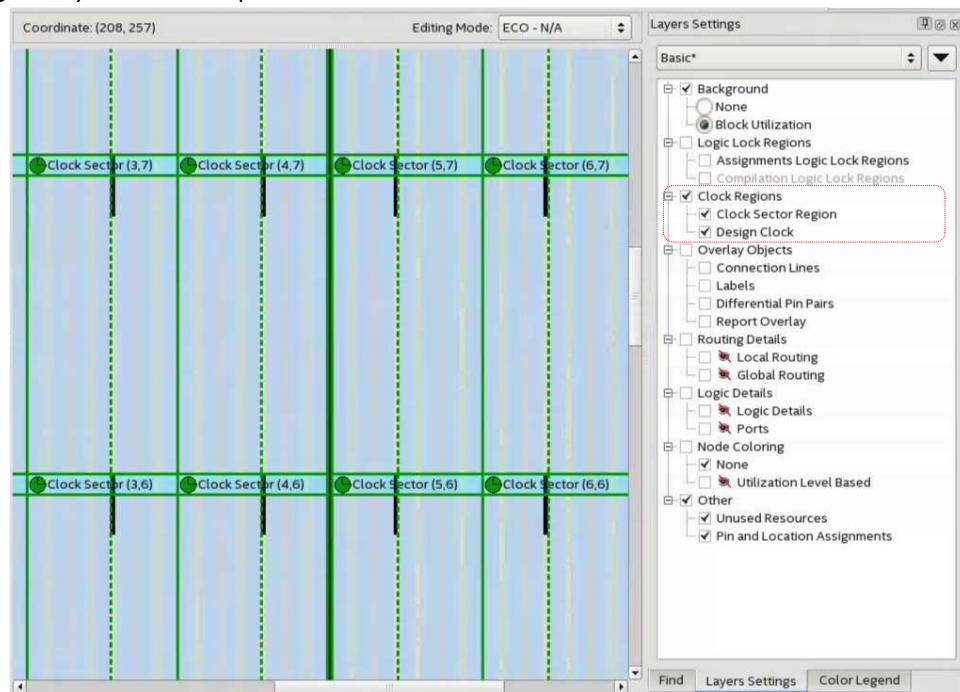 Coordinate: (208, 257)
Editing Mode: ECO - N/A
Clock Sector (3,7)
Clock Sector (4,7)
Clock Sector (5,7)
Clock Sector (6,7)
Clock Sector (3,6)
Clock Sector (4,6)
Clock Sector (5,6)
Clock Sector (6,6)
Layers Settings
Basic*
Background
None
Block Utilization
Logic Lock Regions
Assignments Logic Lock Regions
Compilation Logic Lock Regions
Clock Regions
Clock Sector Region
Design Clock
Overlay Objects
Connection Lines
Labels
Differential Pin Pairs
Report Overlay
Routing Details
Local Routing
Global Routing
Logic Details
Logic Details
Ports
Node Coloring
None
Utilization Level Based
Other
Unused Resources
Pin and Location Assignments
Find
Layers Settings
Color Legend